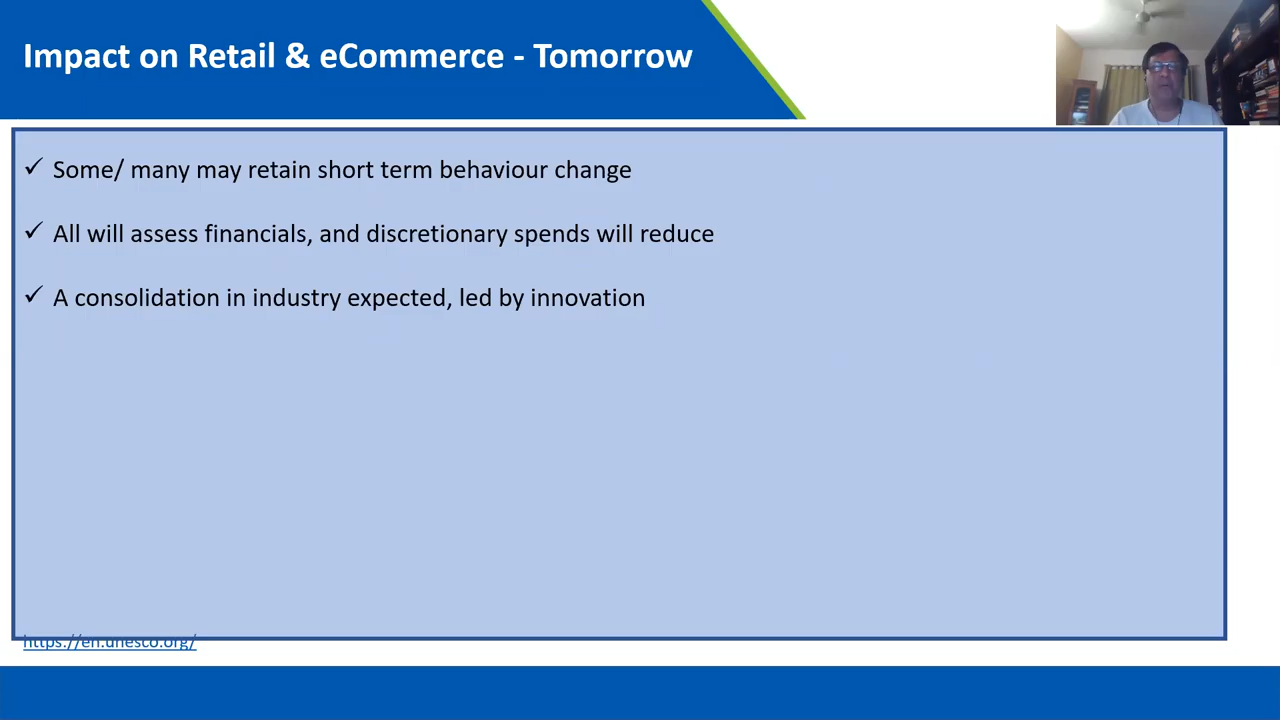 Impact on Retail & eCommerce - Tomorrow
✓ Some/ many may retain short term behaviour change
✓ All will assess financials, and discretionary spends will reduce
✓ A consolidation in industry expected, led by innovation
https://en.unesco.org/